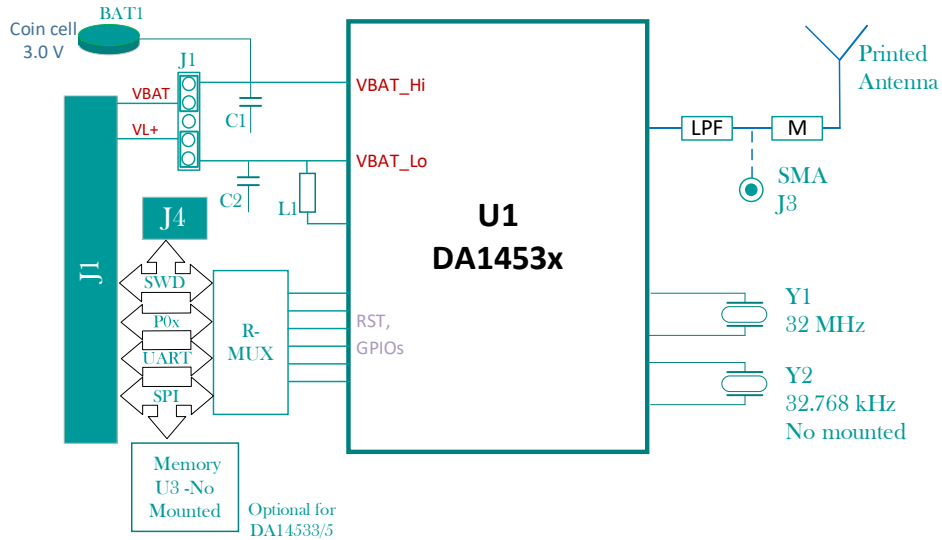 BAT1
Coin cell
3.0 V
J1
VBAT
VL+
C1
C2
L1
VBAT_Hi
VBAT_Lo
U1
DA1453x
LPF
M
Printed
Antenna
SMA
J3
J4
J1
SWD
P0x
UART
SPI
R-
MUX
RST,
GPIOs
Y1
32 MHz
Y2
32.768 kHz
No mounted
Memory
U3 -No
Mounted
Optional for
DA14533/5